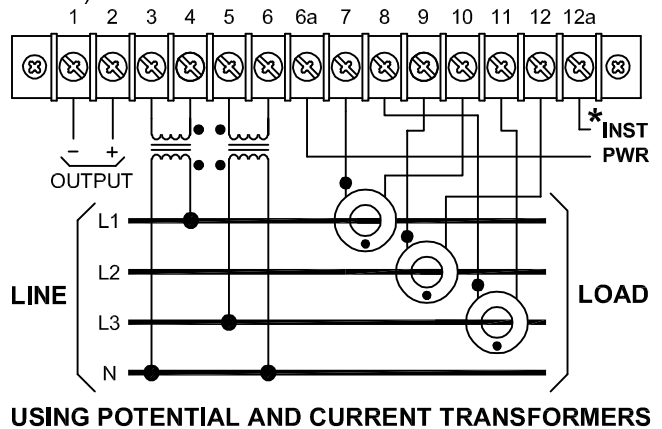 1 2 3 4 5 6 6a 7 8 9 10 11 12 12a
* INST
PWR
− +
OUTPUT
L1
L2
LINE LOAD
L3
N
USING POTENTIAL AND CURRENT TRANSFORMERS